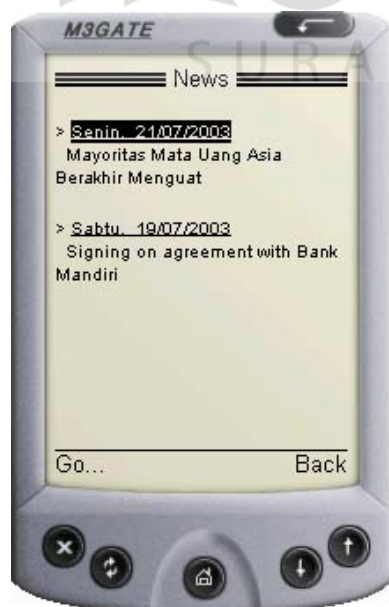 M3GATE
SURA
News
> Senin, 21/07/2003
Mayoritas Mata Uang Asia
Berakhir Menguat
> Sabtu, 19/07/2003
Signing on agreement with Bank
Mandiri
Go... Back